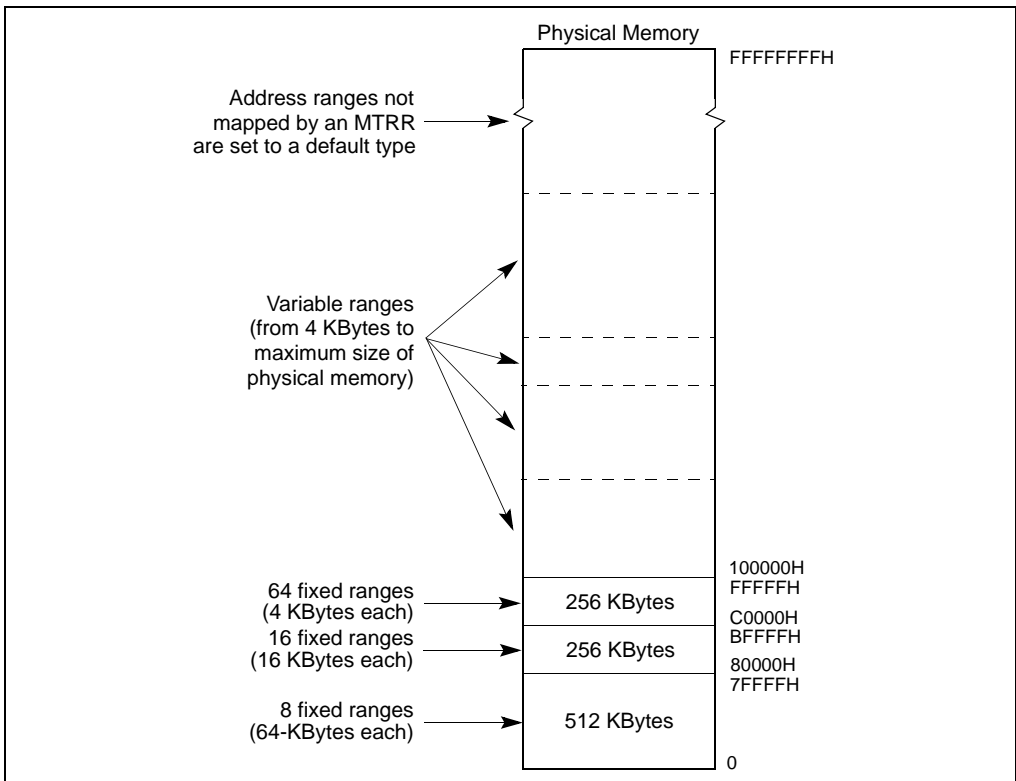 Physical Memory
FFFFFFFFH
Address ranges not
mapped by an MTRR
are set to a default type
Variable ranges
(from 4 KBytes to
maximum size of
physical memory)
100000H
FFFFFH
64 fixed ranges
(4 KBytes each)
256 KBytes
C0000H
BFFFFH
16 fixed ranges
(16 KBytes each)
256 KBytes
80000H
7FFFFH
8 fixed ranges
(64-KBytes each)
512 KBytes
0